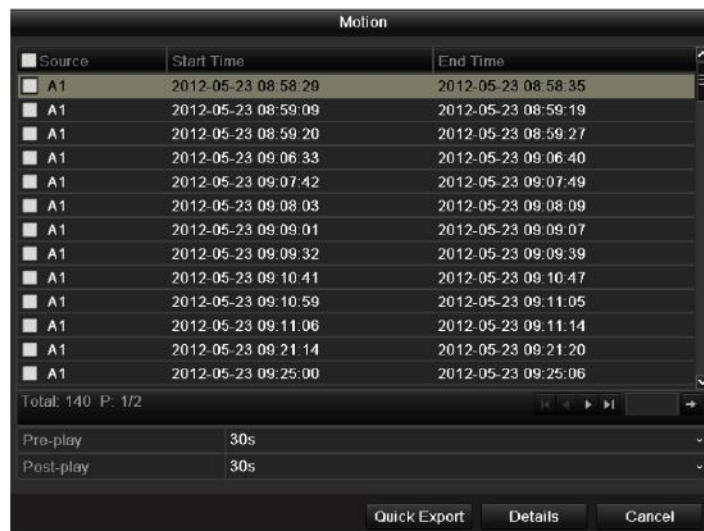 Motion
Source Start Time End Time
A1 2012-05-23 08:58:29 2012-05-23 08:58:35
A1 2012-05-23 08:59:09 2012-05-23 08:59:19
A1 2012-05-23 08:59:20 2012-05-23 08:59:27
A1 2012-05-23 09:06:33 2012-05-23 09:06:40
A1 2012-05-23 09:07:42 2012-05-23 09:07:49
A1 2012-05-23 09:08:03 2012-05-23 09:08:09
A1 2012-05-23 09:09:01 2012-05-23 09:09:07
A1 2012-05-23 09:09:32 2012-05-23 09:09:39
A1 2012-05-23 09:10:41 2012-05-23 09:10:47
A1 2012-05-23 09:10:59 2012-05-23 09:11:05
A1 2012-05-23 09:11:06 2012-05-23 09:11:14
A1 2012-05-23 09:21:14 2012-05-23 09:21:20
A1 2012-05-23 09:25:00 2012-05-23 09:25:06
Total: 140 P: 1/2
Pre-play 30s
Post-play 30s
Quick Export Details Cancel